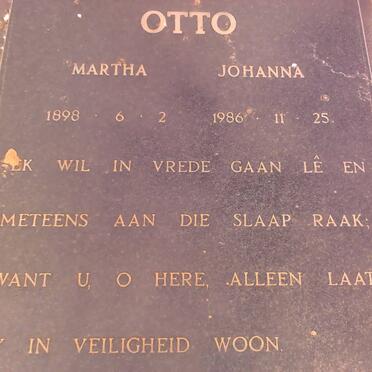 OTTO
MARTHA JOHANNA
1898 · 6 · 2 1986 · 11 · 25
EK WIL IN VREDE GAAN LÊ EN
METEENS AAN DIE SLAAP RAAK;
WANT U, O HERE, ALLEEN LAAT
IN VEILIGHEID WOON.